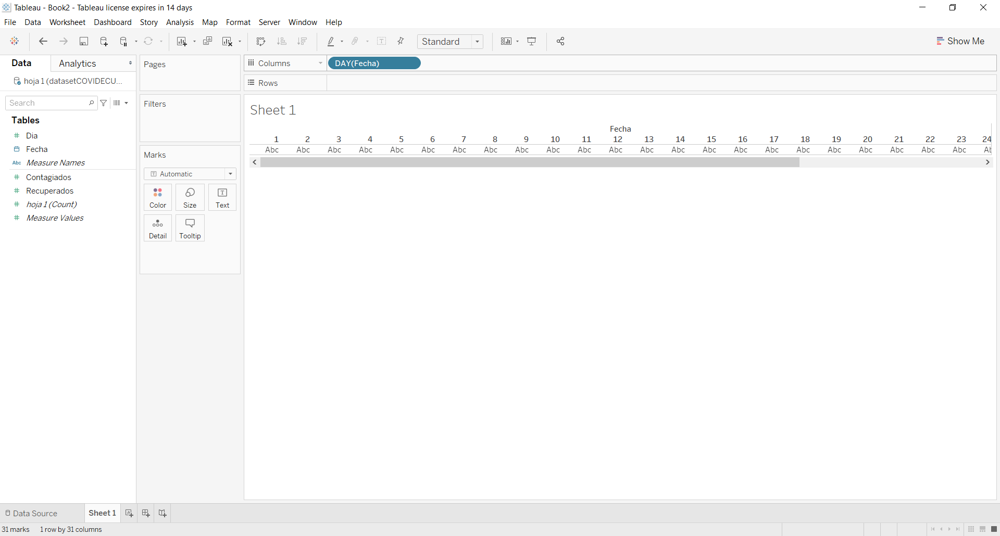 Tableau - Book2 - Tableau license expires in 14 days
File Data Worksheet Dashboard Story Analysis Map Format Server Window Help
Standard
Show Me
Data Analytics
hoja 1 (datasetCOVIDECU...
Search
Tables
Dia
Fecha
Abc Measure Names
Contagiados
Recuperados
hoja 1 (Count)
Measure Values
Pages
Filters
Marks
Automatic
Color Size Text
Detail Tooltip
Columns DAY(Fecha)
Rows
Sheet 1
Fecha
1 2 3 4 5 6 7 8 9 10 11 12 13 14 15 16 17 18 19 20 21 22 23 24
Abc Abc Abc Abc Abc Abc Abc Abc Abc Abc Abc Abc Abc Abc Abc Abc Abc Abc Abc Abc Abc Abc Abc Ab
Data Source Sheet 1
31 marks 1 row by 31 columns